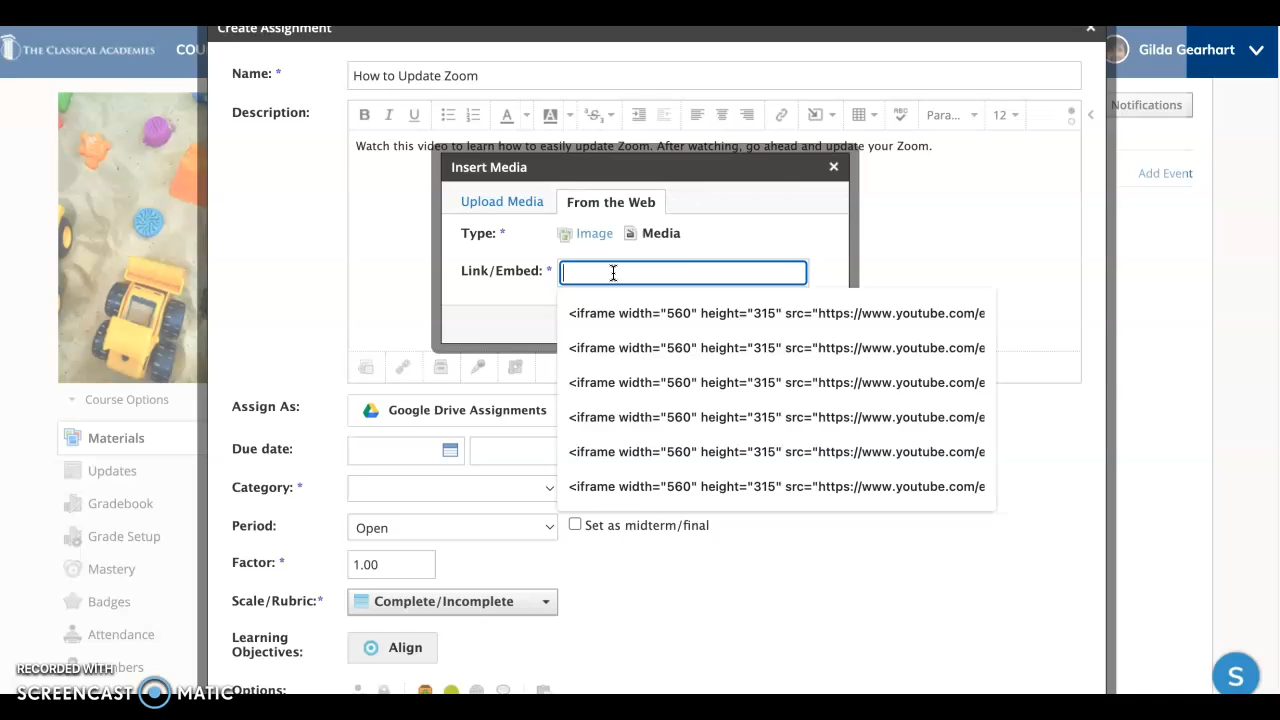 Create Assignment
THE CLASSICAL ACADEMIES
COU
Gilda Gearhart
Name: *
How to Update Zoom
Description:
B I U
Para...
12
Notifications
Watch this video to learn how to easily update Zoom. After watching, go ahead and update your Zoom.
Insert Media
Add Event
Upload Media
From the Web
Type: *
Image
Media
Link/Embed: *
<iframe width="560" height="315" src="https://www.youtube.com/e
<iframe width="560" height="315" src="https://www.youtube.com/e
<iframe width="560" height="315" src="https://www.youtube.com/e
<iframe width="560" height="315" src="https://www.youtube.com/e
<iframe width="560" height="315" src="https://www.youtube.com/e
<iframe width="560" height="315" src="https://www.youtube.com/e
Course Options
Assign As:
Google Drive Assignments
Materials
Due date:
Updates
Category: *
Gradebook
Period:
Open
Set as midterm/final
Grade Setup
Factor: *
1.00
Mastery
Scale/Rubric:*
Complete/Incomplete
Badges
Attendance
Learning
Objectives:
Align
Members
Options:
RECORDED WITH
SCREENCAST MATIC
S